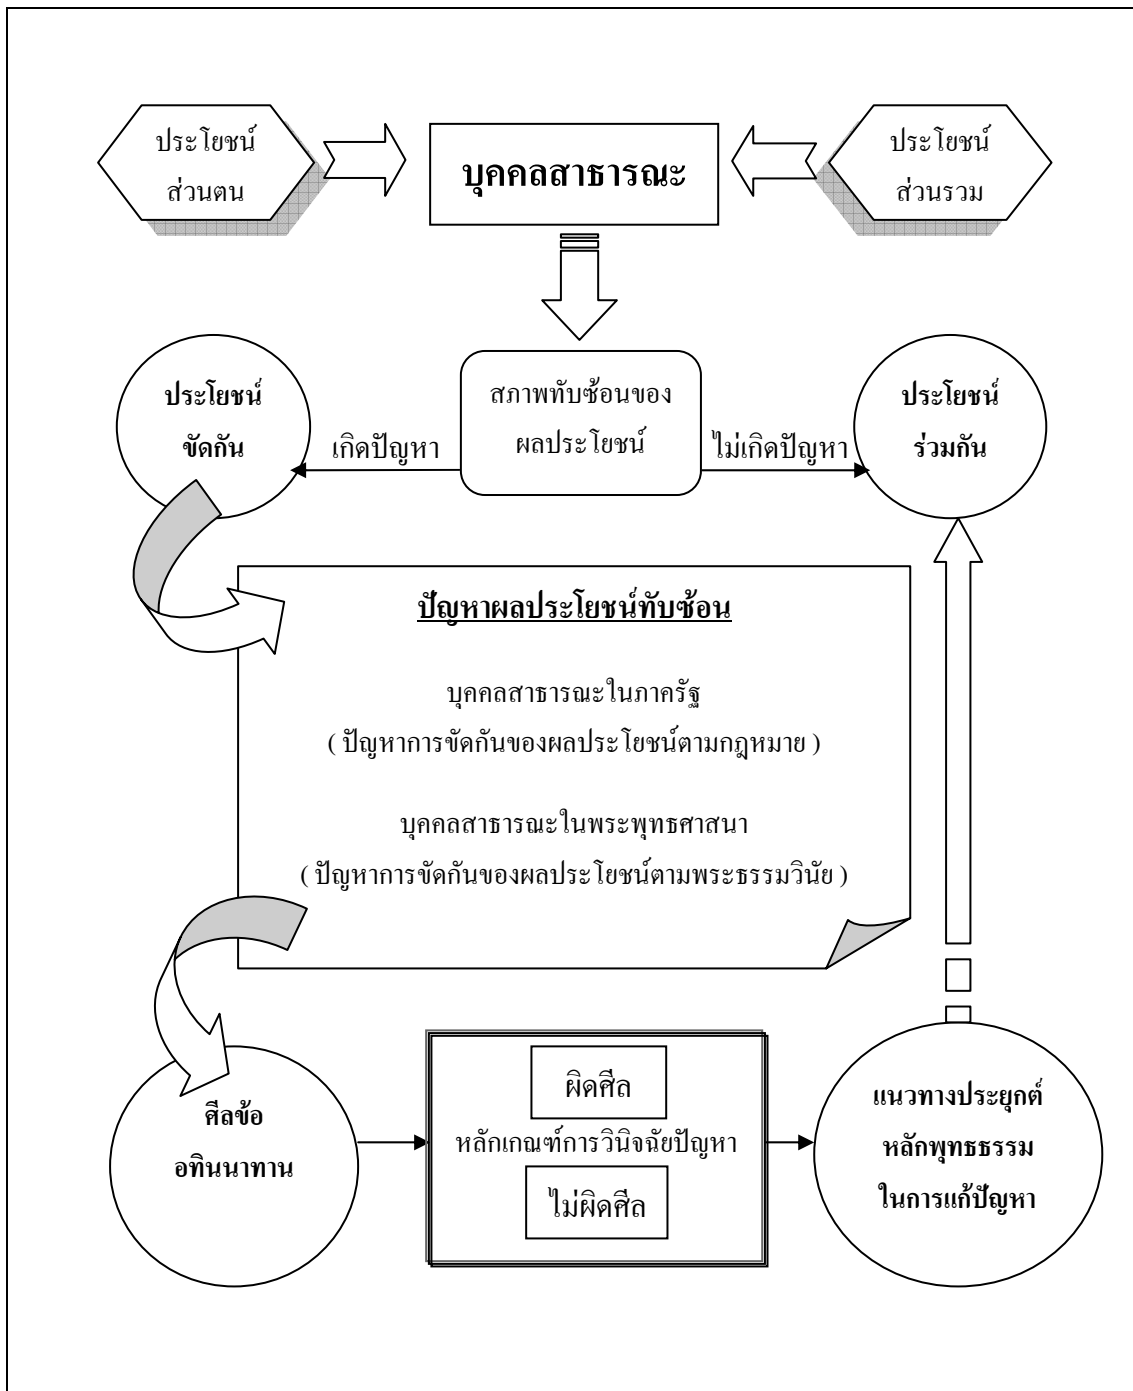 ประโยชน์
ส่วนตน
บุคคลสาธารณะ
ประโยชน์
ส่วนรวม
ประโยชน์
ขัดกัน
เกิดปัญหา
สภาพทับซ้อนของ
ผลประโยชน์
ไม่เกิดปัญหา
ประโยชน์
ร่วมกัน
ปัญหาผลประโยชน์ทับซ้อน
บุคคลสาธารณะในภาครัฐ
( ปัญหาการขัดกันของผลประโยชน์ตามกฎหมาย )
บุคคลสาธารณะในพระพุทธศาสนา
( ปัญหาการขัดกันของผลประโยชน์ตามพระธรรมวินัย )
ศีลข้อ
อทินนาทาน
ผิดศีล
หลักเกณฑ์การวินิจฉัยปัญหา
ไม่ผิดศีล
แนวทางประยุกต์
หลักพุทธธรรม
ในการแก้ปัญหา